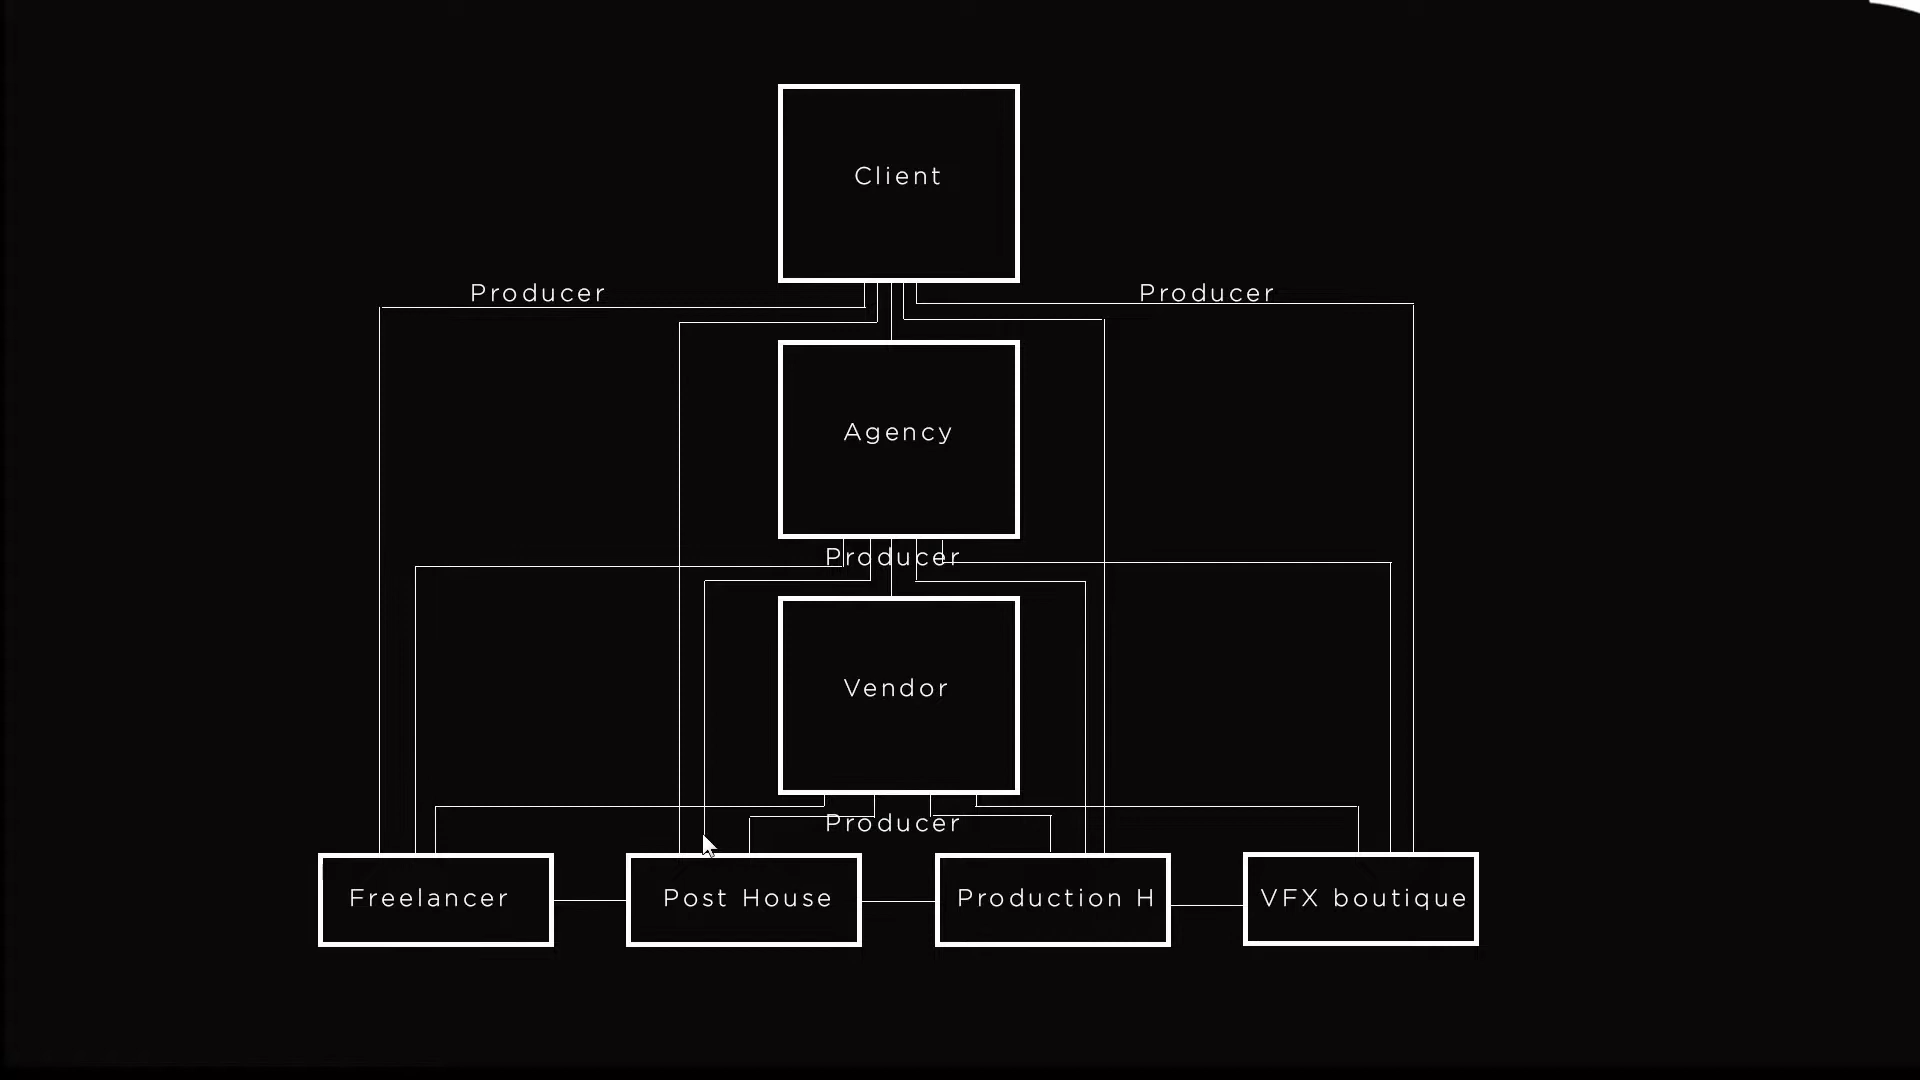 Client
Producer
Producer
Agency
Producer
Vendor
Producer
Freelancer
Post House
Production H
VFX boutique